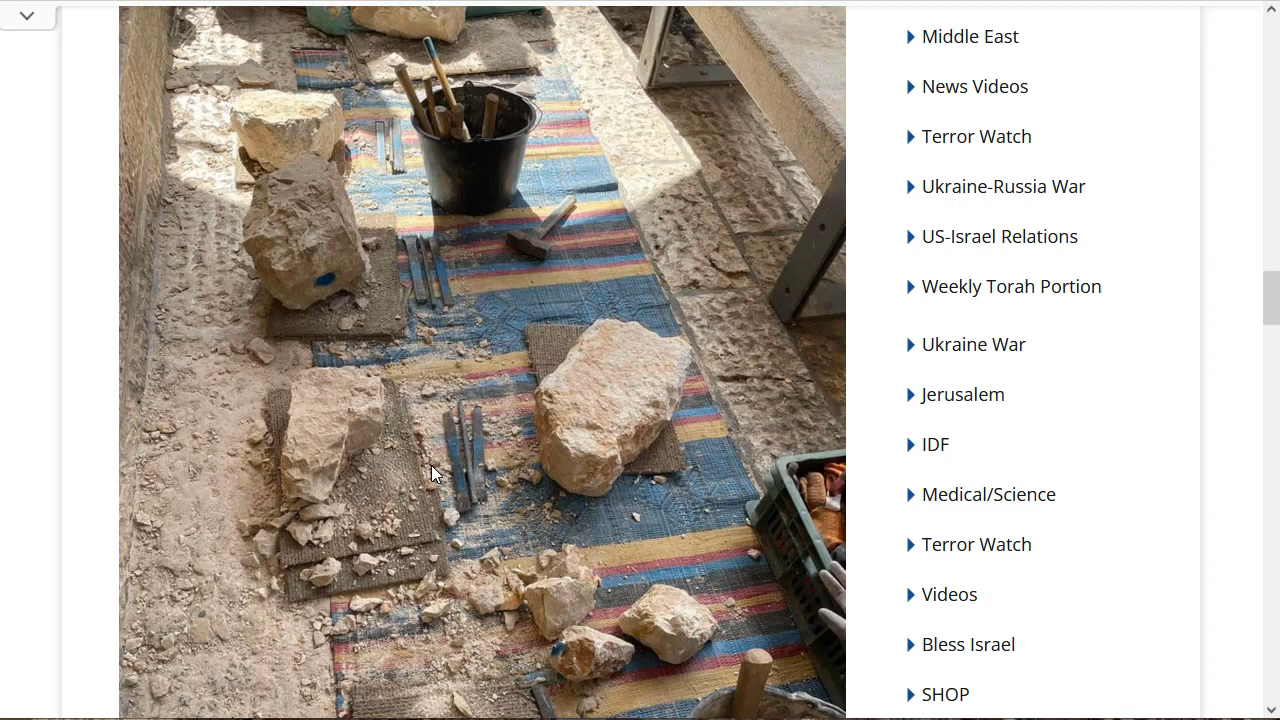 Middle East
News Videos
Terror Watch
Ukraine-Russia War
US-Israel Relations
Weekly Torah Portion
Ukraine War
Jerusalem
IDF
Medical/Science
Terror Watch
Videos
Bless Israel
SHOP